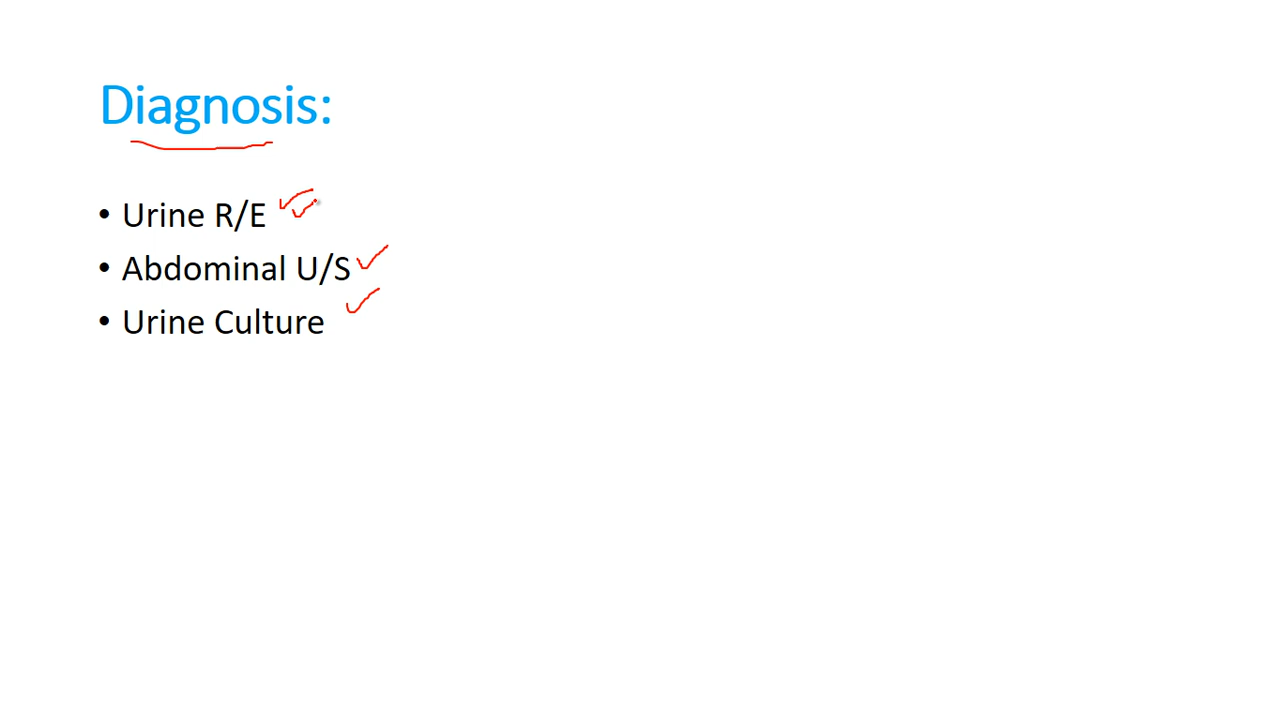 Diagnosis:
• Urine R/E
• Abdominal U/S
• Urine Culture